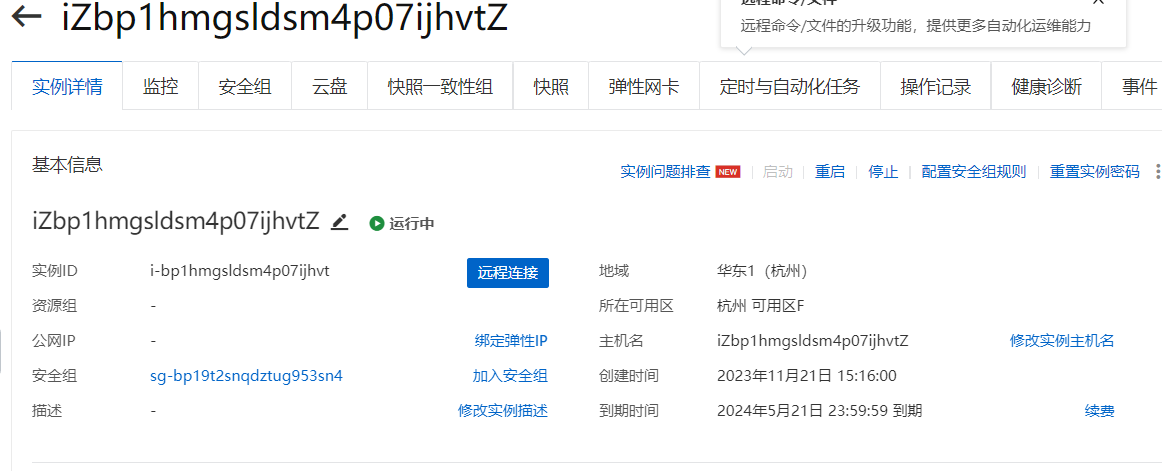 iZbp1hmgsldsm4p07ijhvtZ
远程命令/文件
远程命令/文件的升级功能，提供更多自动化运维能力
实例详情 监控 安全组 云盘 快照一致性组 快照 弹性网卡 定时与自动化任务 操作记录 健康诊断 事件
基本信息
实例问题排查 NEW 启动 重启 停止 配置安全组规则 重置实例密码
iZbp1hmgsldsm4p07ijhvtZ 运行中
实例ID i-bp1hmgsldsm4p07ijhvt 远程连接 地域 华东1（杭州）
资源组 - 所在可用区 杭州 可用区F
公网IP - 绑定弹性IP 主机名 iZbp1hmgsldsm4p07ijhvtZ 修改实例主机名
安全组 sg-bp19t2snqdztug953sn4 加入安全组 创建时间 2023年11月21日 15:16:00
描述 - 修改实例描述 到期时间 2024年5月21日 23:59:59 到期 续费